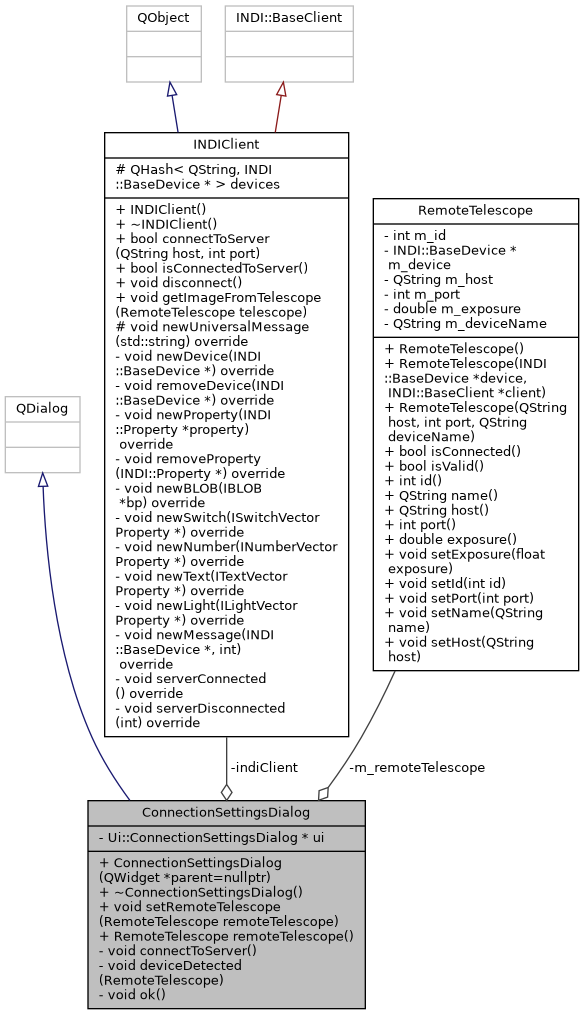 QObject
INDI::BaseClient
INDIClient
# QHash< QString, INDI
::BaseDevice * > devices
+ INDIClient()
+ ~INDIClient()
+ bool connectToServer
(QString host, int port)
+ bool isConnectedToServer()
+ void disconnect()
+ void getImageFromTelescope
(RemoteTelescope telescope)
# void newUniversalMessage
(std::string) override
- void newDevice(INDI
::BaseDevice *) override
- void removeDevice(INDI
::BaseDevice *) override
- void newProperty(INDI
::Property *property)
override
- void removeProperty
(INDI::Property *) override
- void newBLOB(IBLOB
*bp) override
- void newSwitch(ISwitchVector
Property *) override
- void newNumber(INumberVector
Property *) override
- void newText(ITextVector
Property *) override
- void newLight(ILightVector
Property *) override
- void newMessage(INDI
::BaseDevice *, int)
override
- void serverConnected
() override
- void serverDisconnected
(int) override
RemoteTelescope
- int m_id
- INDI::BaseDevice *
m_device
- QString m_host
- int m_port
- double m_exposure
- QString m_deviceName
+ RemoteTelescope()
+ RemoteTelescope(INDI
::BaseDevice *device,
INDI::BaseClient *client)
+ RemoteTelescope(QString
host, int port, QString
deviceName)
+ bool isConnected()
+ bool isValid()
+ int id()
+ QString name()
+ QString host()
+ int port()
+ double exposure()
+ void setExposure(float
exposure)
+ void setId(int id)
+ void setPort(int port)
+ void setName(QString
name)
+ void setHost(QString
host)
QDialog
-indiClient
-m_remoteTelescope
ConnectionSettingsDialog
- Ui::ConnectionSettingsDialog * ui
+ ConnectionSettingsDialog
(QWidget *parent=nullptr)
+ ~ConnectionSettingsDialog()
+ void setRemoteTelescope
(RemoteTelescope remoteTelescope)
+ RemoteTelescope remoteTelescope()
- void connectToServer()
- void deviceDetected
(RemoteTelescope)
- void ok()